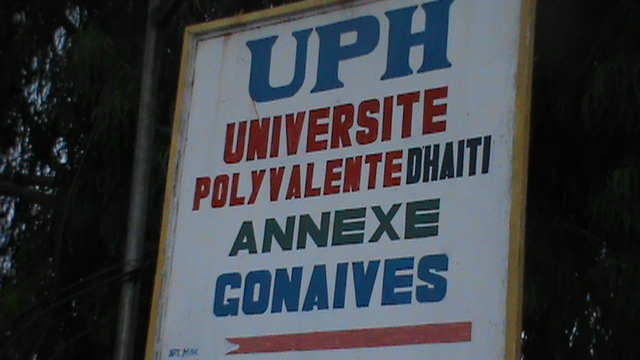 UPH
UNIVERSITE
POLYVALENTE DHAITI
ANNEXE
GONAIVES